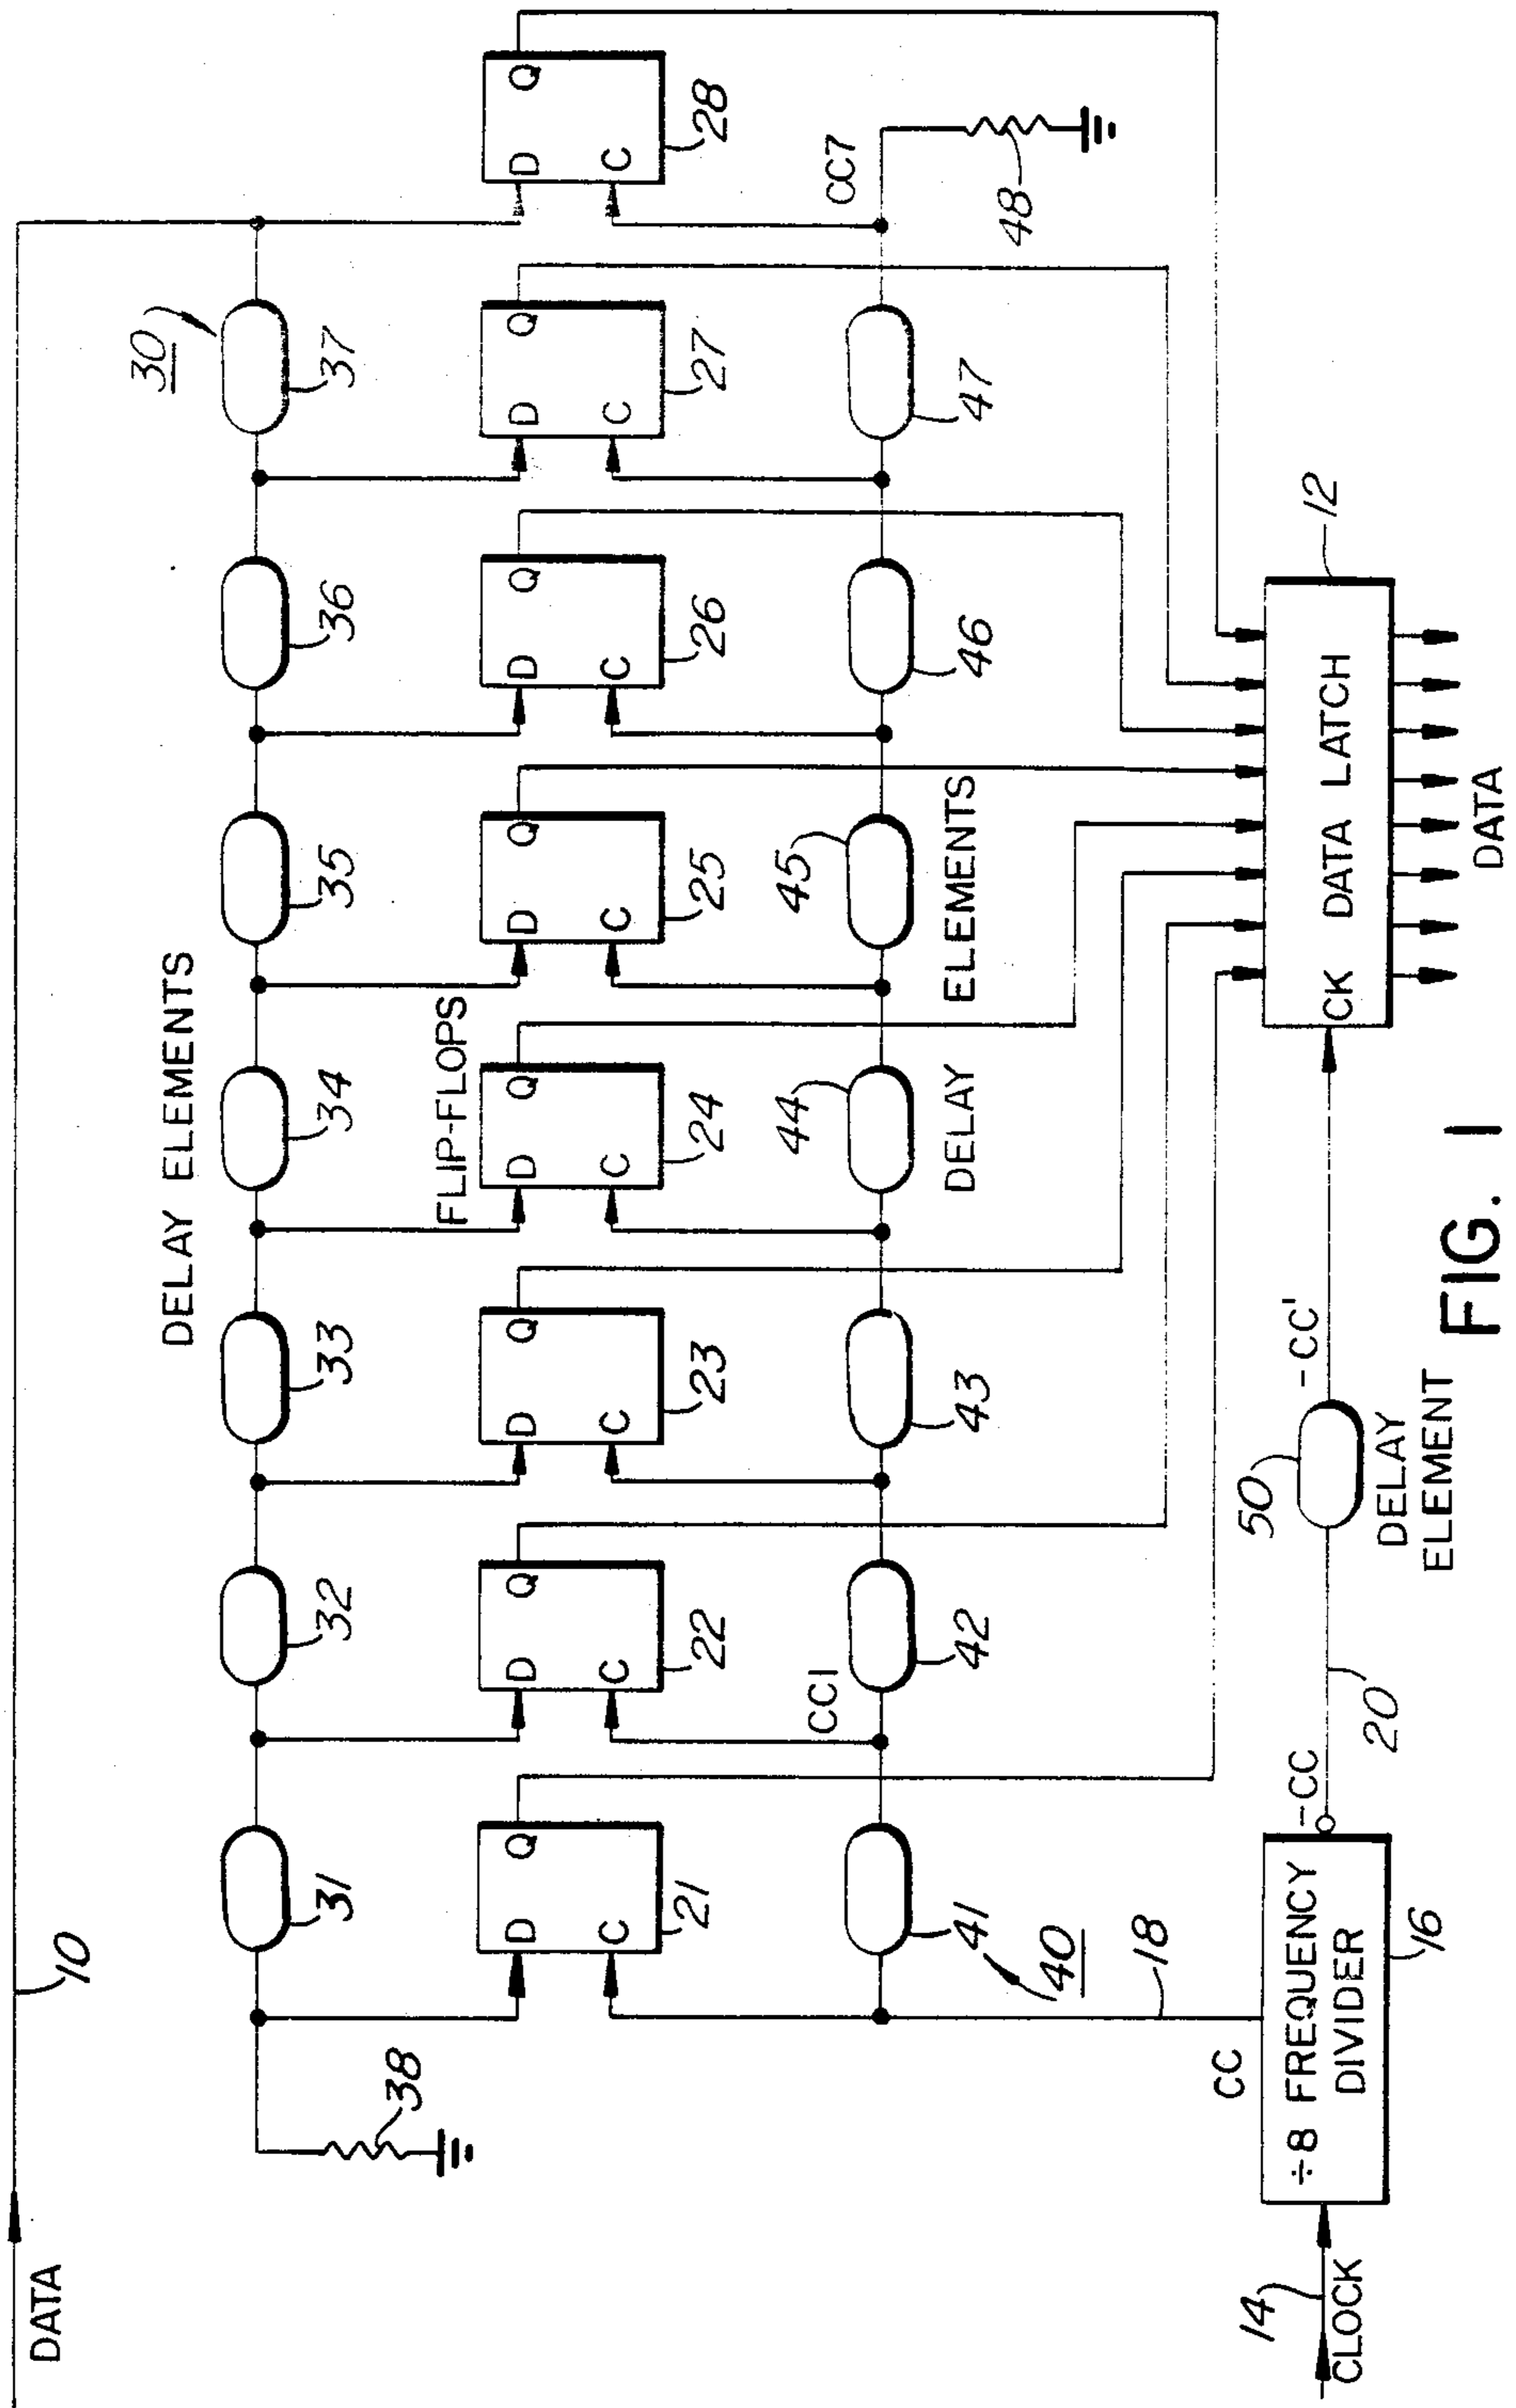 DATA
10
30
DELAY ELEMENTS
31
32
33
34
35
36
37
38
FLIP-FLOPS
D Q
C
21
D Q
C
22
D Q
C
23
D Q
C
24
D Q
C
25
D Q
C
26
D Q
C
27
D Q
C
28
CC1
CC7
41
42
43
44
45
46
47
48
40
DELAY ELEMENTS
18
CC
14
CLOCK
÷8 FREQUENCY
DIVIDER
16
-CC
20
50
-CC'
DELAY
ELEMENT
CK DATA LATCH
12
DATA
FIG. 1